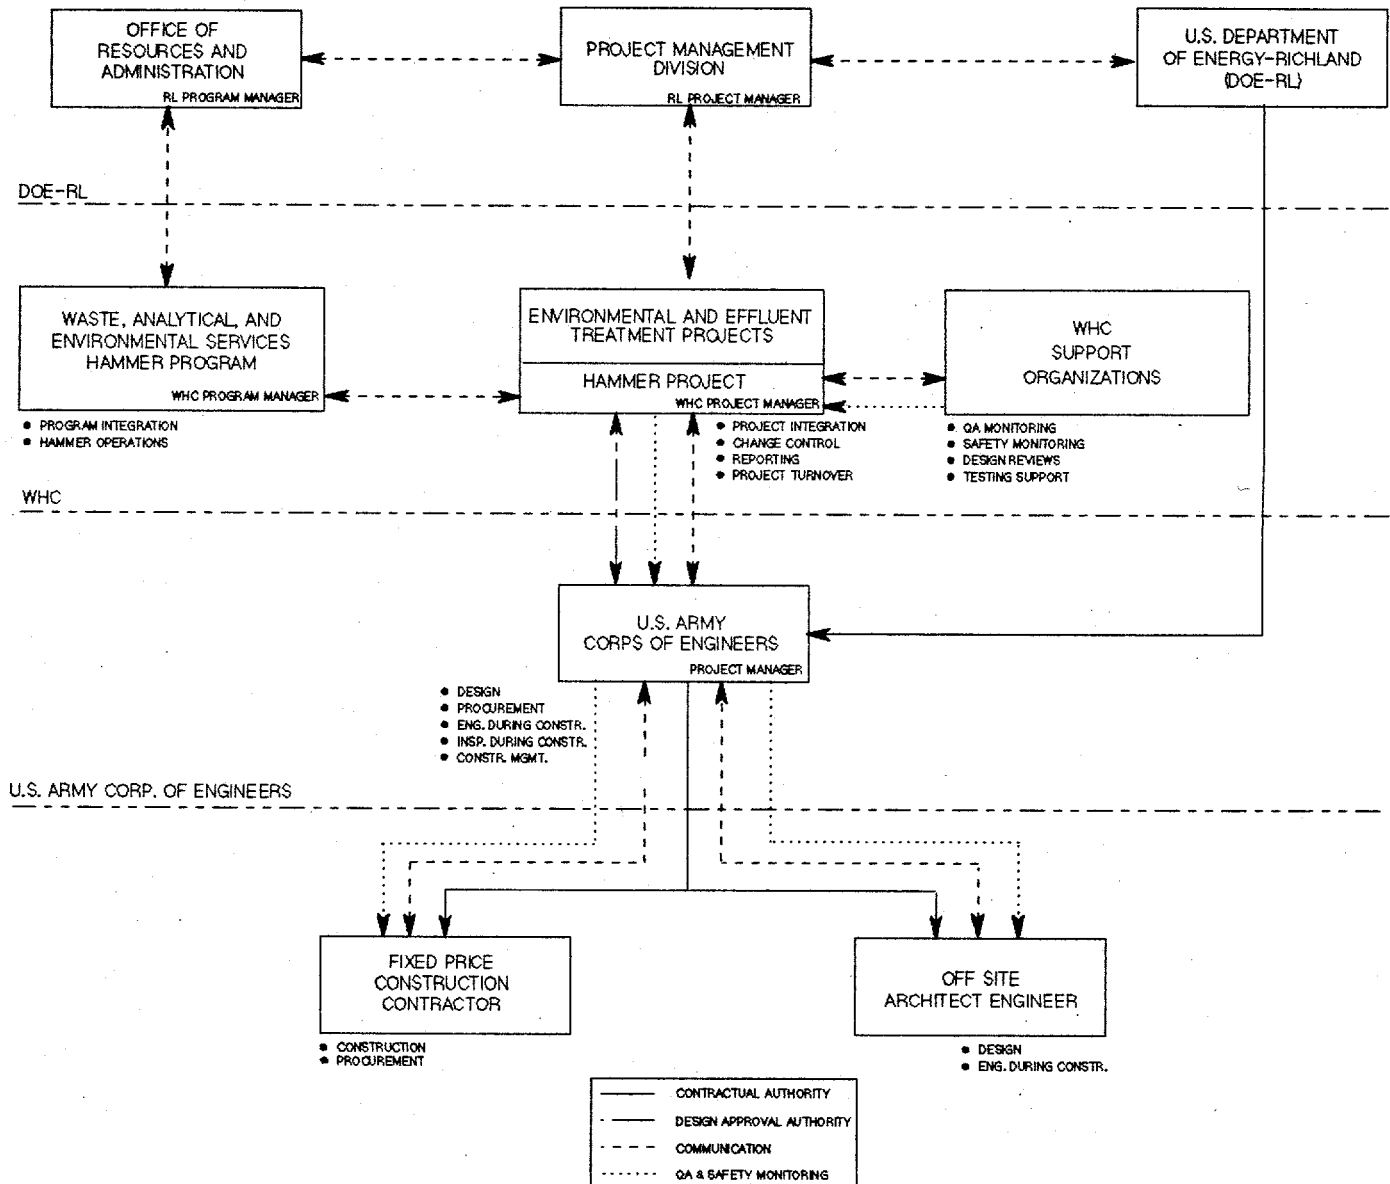 OFFICE OF
RESOURCES AND
ADMINISTRATION
RL PROGRAM MANAGER
PROJECT MANAGEMENT
DIVISION
RL PROJECT MANAGER
U.S. DEPARTMENT
OF ENERGY-RICHLAND
(DOE-RL)
DOE-RL
WASTE, ANALYTICAL, AND
ENVIRONMENTAL SERVICES
HAMMER PROGRAM
WHC PROGRAM MANAGER
● PROGRAM INTEGRATION
● HAMMER OPERATIONS
ENVIRONMENTAL AND EFFLUENT
TREATMENT PROJECTS
HAMMER PROJECT
WHC PROJECT MANAGER
● PROJECT INTEGRATION
● CHANGE CONTROL
● REPORTING
● PROJECT TURNOVER
WHC
SUPPORT
ORGANIZATIONS
● QA MONITORING
● SAFETY MONITORING
● DESIGN REVIEWS
● TESTING SUPPORT
WHC
U.S. ARMY
CORPS OF ENGINEERS
PROJECT MANAGER
● DESIGN
● PROCUREMENT
● ENG. DURING CONSTR.
● INSP. DURING CONSTR.
● CONSTR. MGMT.
U.S. ARMY CORP. OF ENGINEERS
FIXED PRICE
CONSTRUCTION
CONTRACTOR
● CONSTRUCTION
● PROCUREMENT
OFF SITE
ARCHITECT ENGINEER
● DESIGN
● ENG. DURING CONSTR.
CONTRACTUAL AUTHORITY
DESIGN APPROVAL AUTHORITY
COMMUNICATION
QA & SAFETY MONITORING